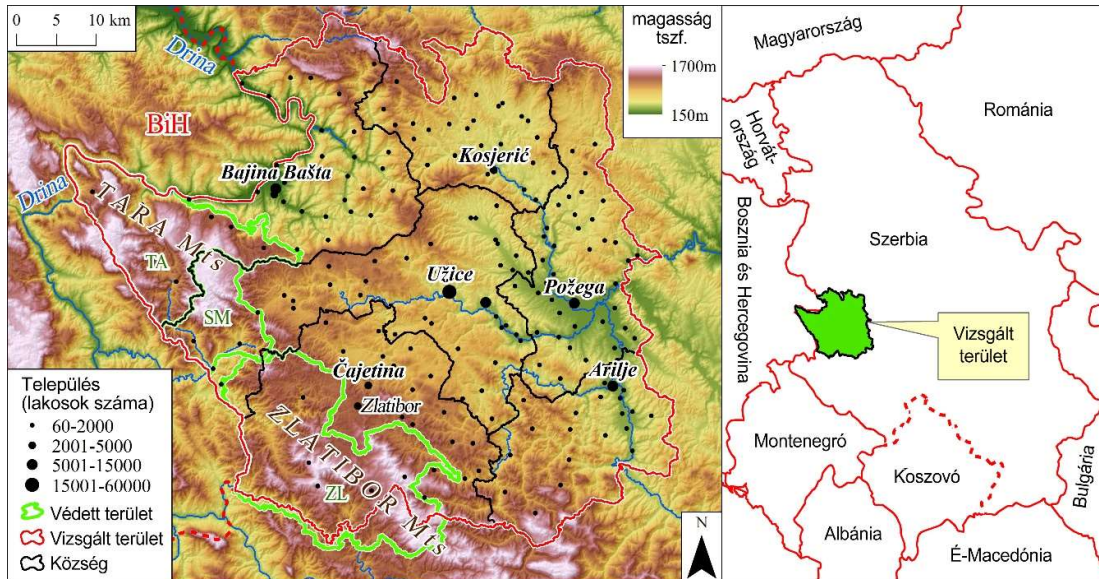 0 5 10 km
Drina
BiH
Drina
TARA Mts
TA
SM
Bajina Bašta
Kosjerić
Užice
Požega
Čajetina
Zlatibor
Arilje
ZLATIBOR Mts
ZL
magasság
tszf.
1700m
150m
Település
(lakosok száma)
60-2000
2001-5000
5001-15000
15001-60000
Védett terület
Vizsgált terület
Község
N
Magyarország
Románia
Horvát-
ország
Bosznia és Hercegovina
Szerbia
Vizsgált
terület
Montenegró
Koszovó
Bulgária
Albánia
É-Macedónia